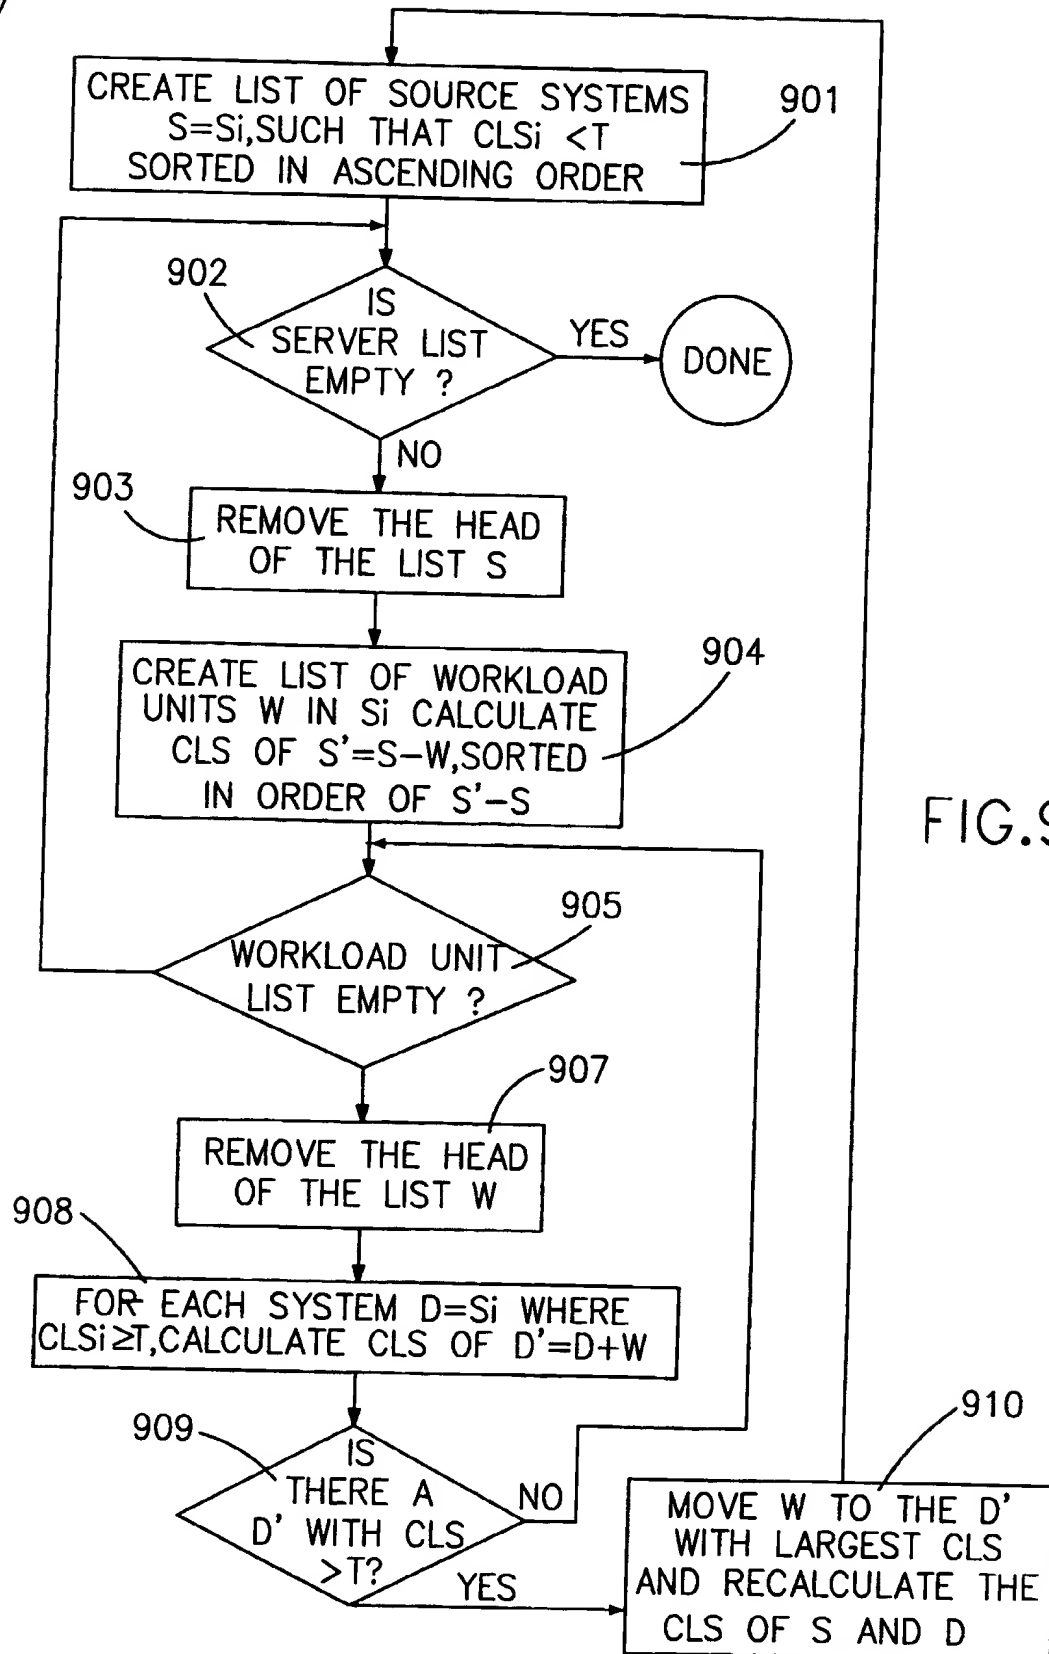 CREATE LIST OF SOURCE SYSTEMS
S=Si,SUCH THAT CLSi <T
SORTED IN ASCENDING ORDER
901
902
IS
SERVER LIST
EMPTY ?
YES
DONE
NO
903
REMOVE THE HEAD
OF THE LIST S
904
CREATE LIST OF WORKLOAD
UNITS W IN Si CALCULATE
CLS OF S'=S-W,SORTED
IN ORDER OF S'-S
FIG.9
905
WORKLOAD UNIT
LIST EMPTY ?
907
REMOVE THE HEAD
OF THE LIST W
908
FOR EACH SYSTEM D=Si WHERE
CLSi≥T,CALCULATE CLS OF D'=D+W
909
IS
THERE A
D' WITH CLS
>T?
NO
YES
910
MOVE W TO THE D'
WITH LARGEST CLS
AND RECALCULATE THE
CLS OF S AND D